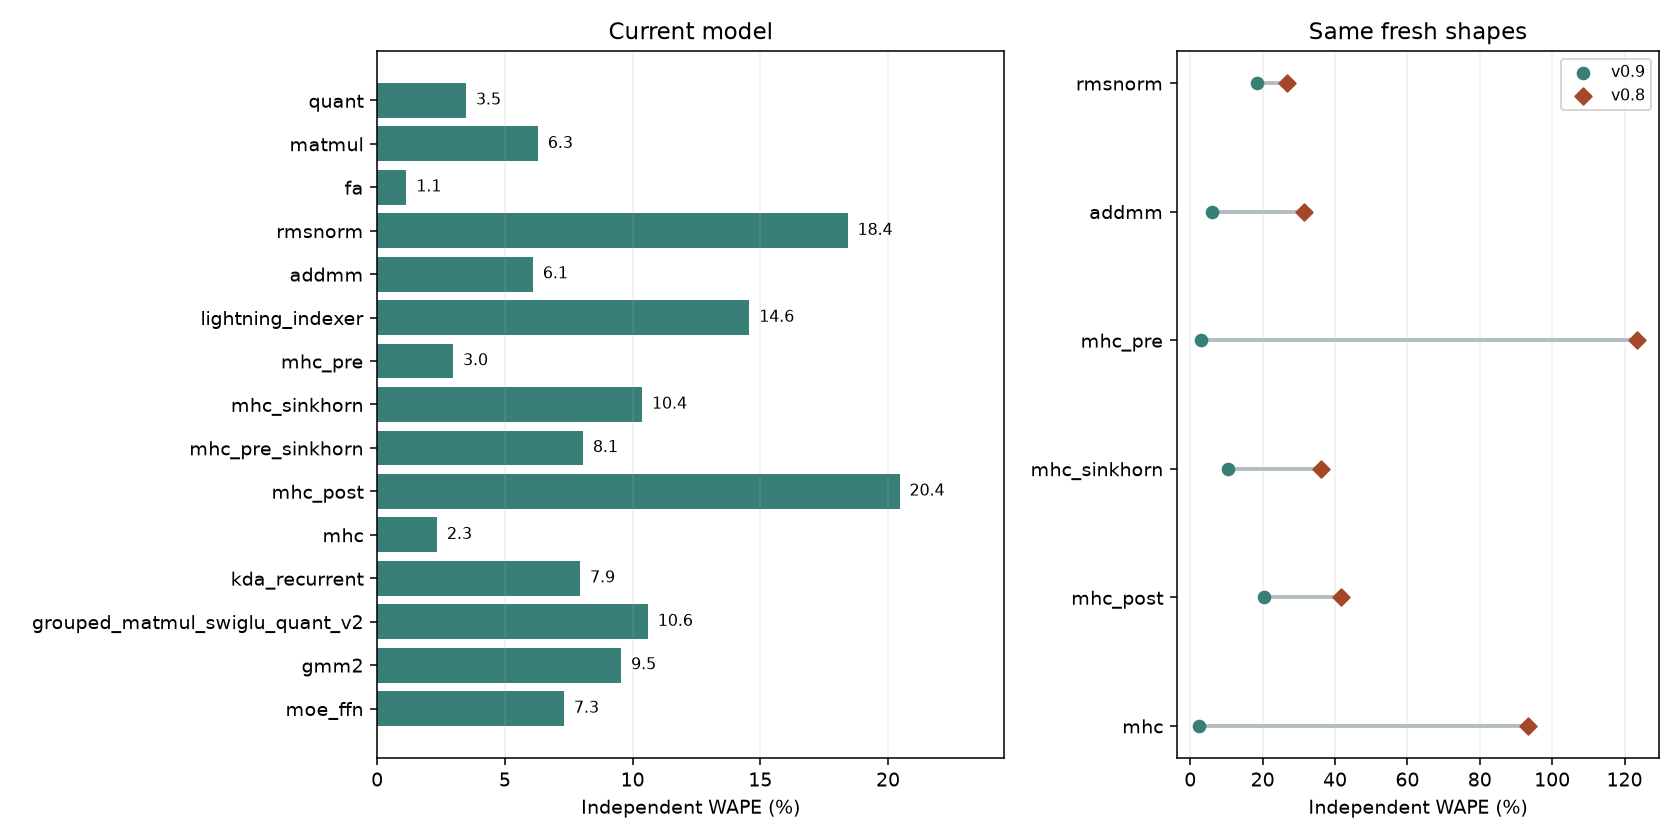 Current model
quant
3.5
matmul
6.3
fa
1.1
rmsnorm
18.4
addmm
6.1
lightning_indexer
14.6
mhc_pre
3.0
mhc_sinkhorn
10.4
mhc_pre_sinkhorn
8.1
mhc_post
20.4
mhc
2.3
kda_recurrent
7.9
grouped_matmul_swiglu_quant_v2
10.6
gmm2
9.5
moe_ffn
7.3
0 5 10 15 20
Independent WAPE (%)
Same fresh shapes
v0.9
v0.8
rmsnorm
addmm
mhc_pre
mhc_sinkhorn
mhc_post
mhc
0 20 40 60 80 100 120
Independent WAPE (%)